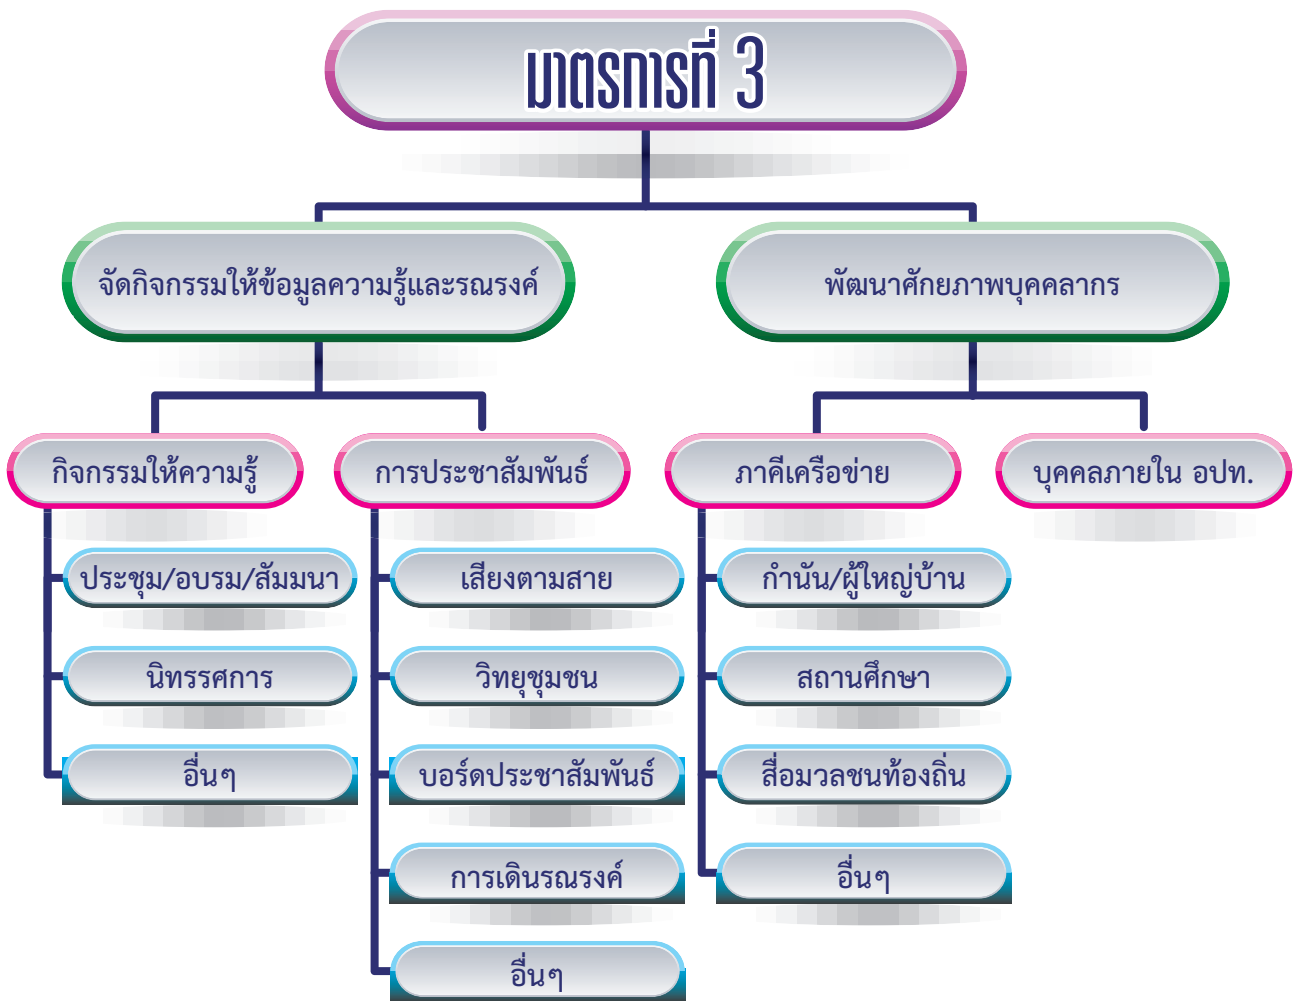 มาตรการที่ 3
จัดกิจกรรมให้ข้อมูลความรู้และรณรงค์
พัฒนาศักยภาพบุคคลากร
กิจกรรมให้ความรู้
การประชาสัมพันธ์
ภาคีเครือข่าย
บุคคลภายใน อปท.
ประชุม/อบรม/สัมมนา
เสียงตามสาย
กำนัน/ผู้ใหญ่บ้าน
นิทรรศการ
วิทยุชุมชน
สถานศึกษา
อื่นๆ
บอร์ดประชาสัมพันธ์
สื่อมวลชนท้องถิ่น
การเดินรณรงค์
อื่นๆ
อื่นๆ